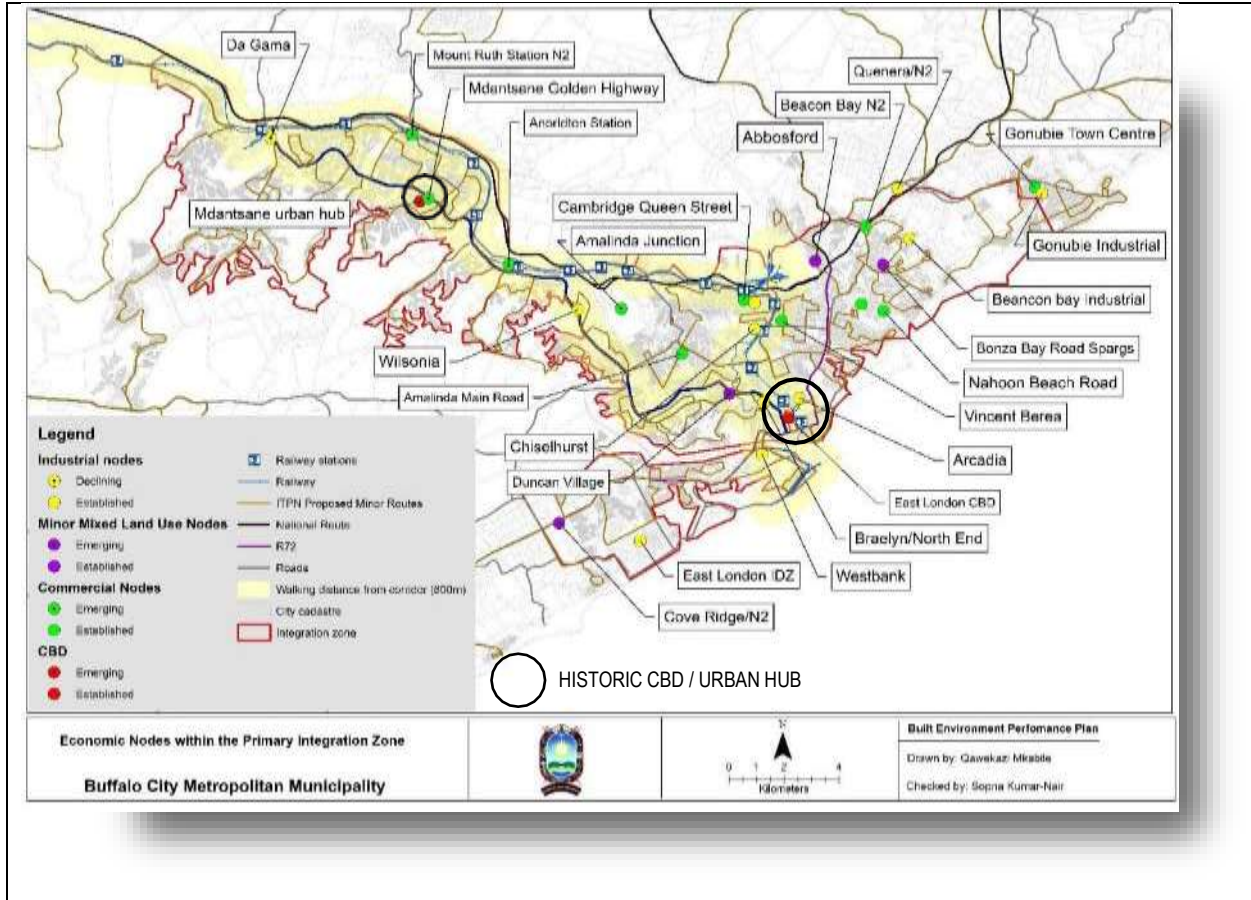 Da Gama
Mount Ruth Station N2
Mdantsane Golden Highway
Quenera/N2
Beacon Bay N2
Abbosford
Gonubie Town Centre
Mdantsane urban hub
Cambridge Queen Street
Amalinda Junction
Gonubie Industrial
Beancon bay Industrial
Wilsonia
Bonza Bay Road Spargs
Nahoon Beach Road
Amalinda Main Road
Vincent Berea
Chiselhurst
Arcadia
Duncan Village
East London CBD
Braelyn/North End
East London IDZ
Westbank
Cove Ridge/N2
Legend
Industrial nodes
Declining
Established
Minor Mixed Land Use Nodes
Emerging
Established
Commercial Nodes
Emerging
Established
CBD
Emerging
Established
Railway stations
Railway
ITPN Proposed Minor Routes
National Route
R72
Roads
Walking distance from corridor (800m)
City cadastre
Integration zone
HISTORIC CBD / URBAN HUB
Economic Nodes within the Primary Integration Zone
Buffalo City Metropolitan Municipality
N
0 1 2 4
Kilometers
Built Environment Perfomance Plan
Drawn by:
Checked by: Sopna Kumar-Nair